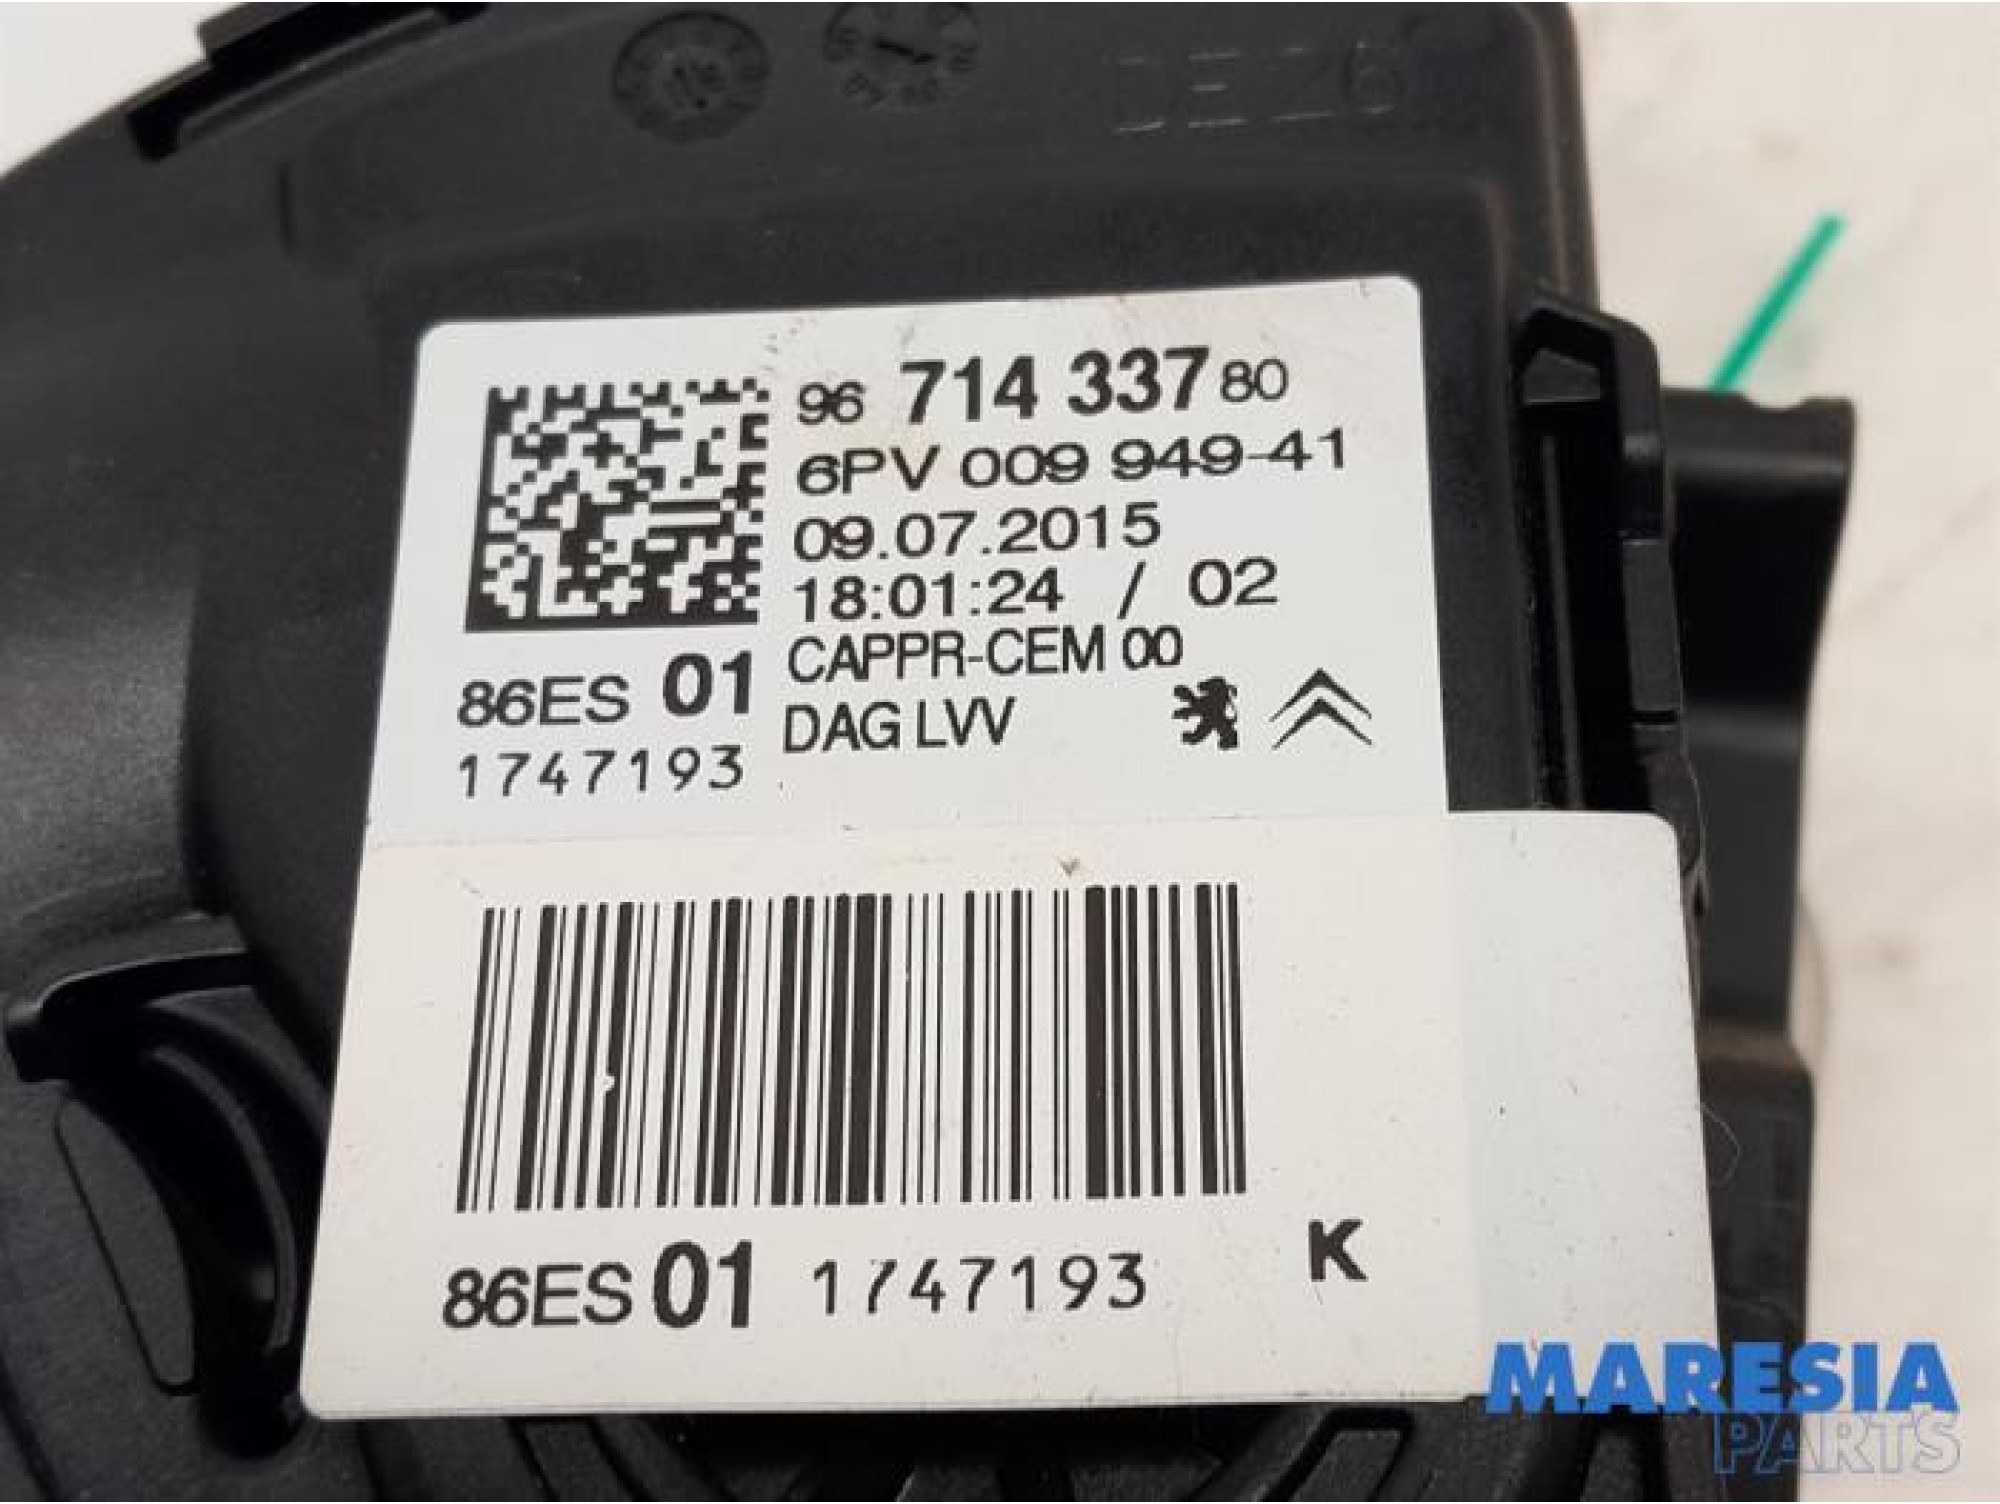 96 714 337 80
6PV 009 949-41
09.07.2015
18:01:24 / 02
CAPPR-CEM 00
DAG LVV
86ES 01
1747193
86ES 01 1747193
K
MARESIA
PARTS